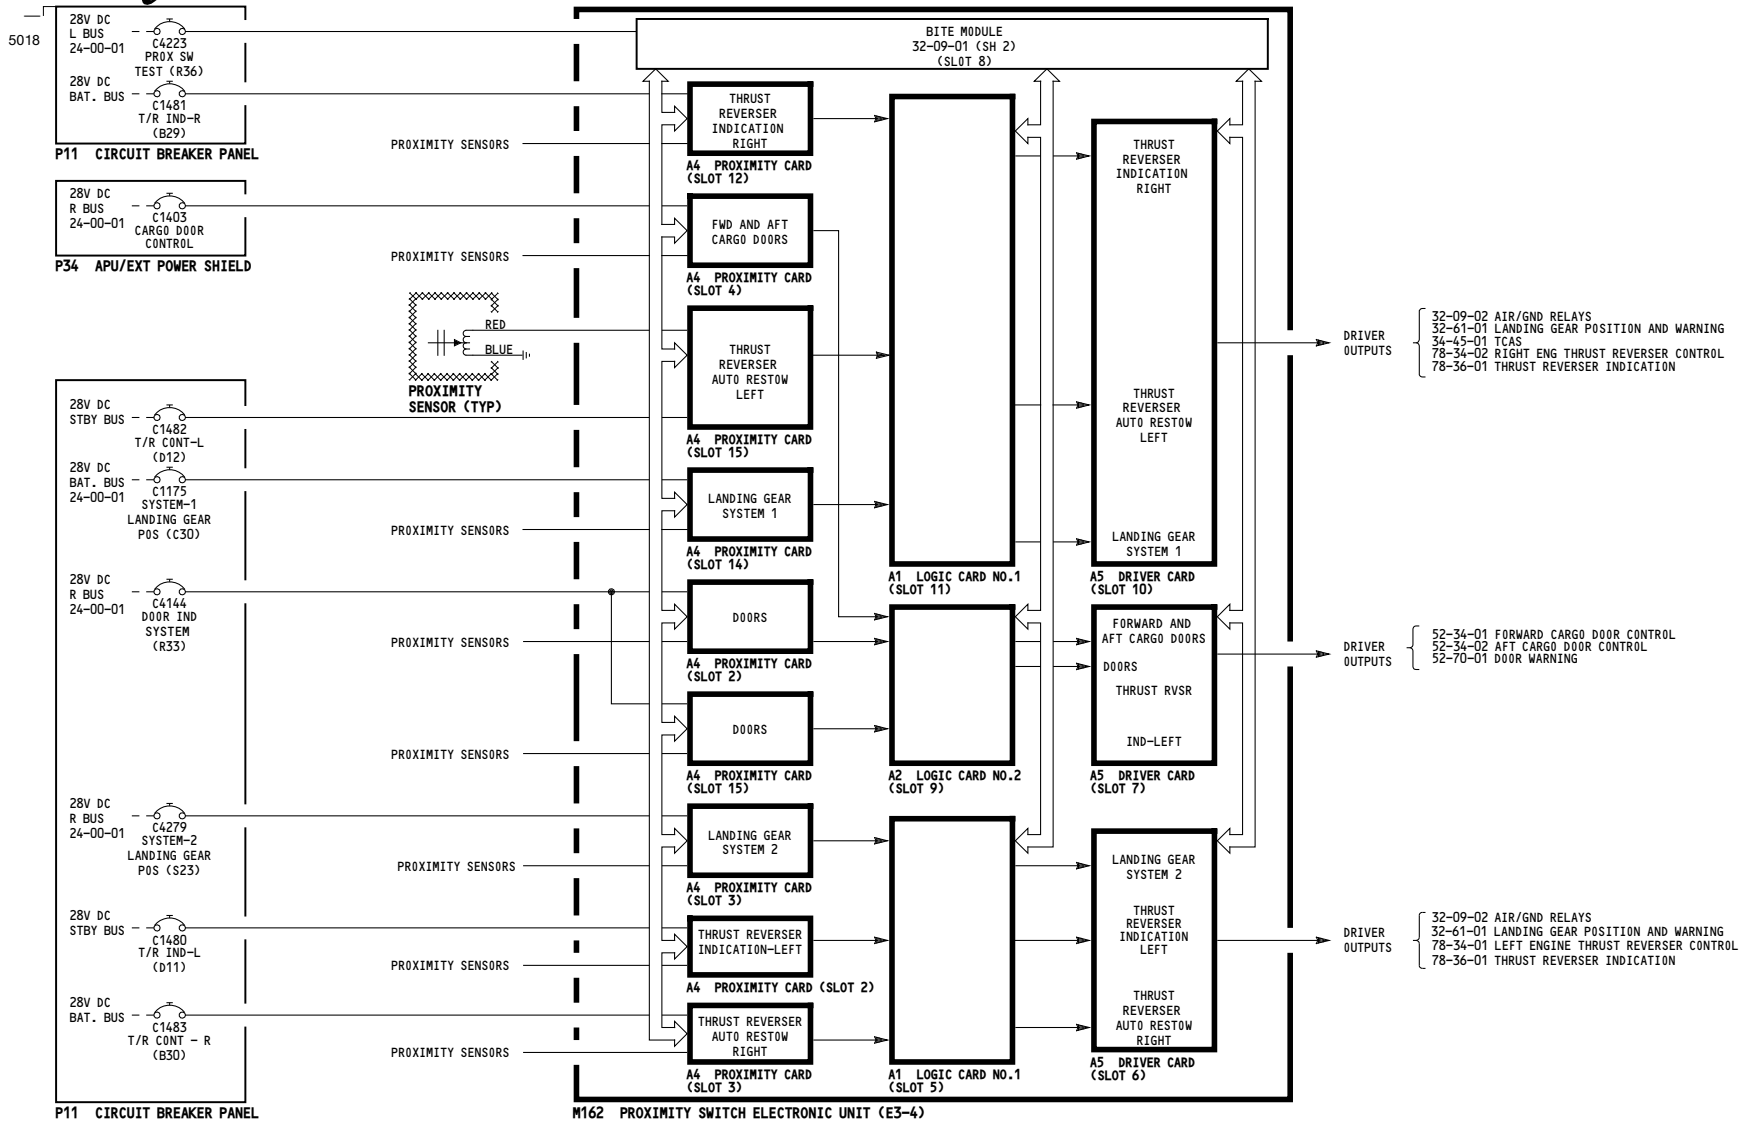 5018
28V DC
L BUS
24-00-01
C4223
PROX SW
TEST (R36)
28V DC
BAT. BUS
C1481
T/R IND-R
(B29)
P11 CIRCUIT BREAKER PANEL
28V DC
R BUS
24-00-01
C1403
CARGO DOOR
CONTROL
P34 APU/EXT POWER SHIELD
28V DC
STBY BUS
C1482
T/R CONT-L
(D12)
28V DC
BAT. BUS
24-00-01
C1175
SYSTEM-1
LANDING GEAR
POS (C30)
28V DC
R BUS
24-00-01
C4144
DOOR IND
SYSTEM
(R33)
28V DC
R BUS
24-00-01
C4279
SYSTEM-2
LANDING GEAR
POS (S23)
28V DC
STBY BUS
C1480
T/R IND-L
(D11)
28V DC
BAT. BUS
C1483
T/R CONT - R
(B30)
P11 CIRCUIT BREAKER PANEL
PROXIMITY SENSORS
PROXIMITY SENSORS
RED
BLUE
PROXIMITY
SENSOR (TYP)
PROXIMITY SENSORS
PROXIMITY SENSORS
PROXIMITY SENSORS
PROXIMITY SENSORS
PROXIMITY SENSORS
PROXIMITY SENSORS
BITE MODULE
32-09-01 (SH 2)
(SLOT 8)
THRUST
REVERSER
INDICATION
RIGHT
A4 PROXIMITY CARD
(SLOT 12)
FWD AND AFT
CARGO DOORS
A4 PROXIMITY CARD
(SLOT 4)
THRUST
REVERSER
AUTO RESTOW
LEFT
A4 PROXIMITY CARD
(SLOT 15)
LANDING GEAR
SYSTEM 1
A4 PROXIMITY CARD
(SLOT 14)
DOORS
A4 PROXIMITY CARD
(SLOT 2)
DOORS
A4 PROXIMITY CARD
(SLOT 15)
LANDING GEAR
SYSTEM 2
A4 PROXIMITY CARD
(SLOT 3)
THRUST REVERSER
INDICATION-LEFT
A4 PROXIMITY CARD (SLOT 2)
THRUST REVERSER
AUTO RESTOW
RIGHT
A4 PROXIMITY CARD
(SLOT 3)
A1 LOGIC CARD NO.1
(SLOT 11)
A2 LOGIC CARD NO.2
(SLOT 9)
A1 LOGIC CARD NO.1
(SLOT 5)
THRUST
REVERSER
INDICATION
RIGHT
THRUST
REVERSER
AUTO RESTOW
LEFT
LANDING GEAR
SYSTEM 1
A5 DRIVER CARD
(SLOT 10)
FORWARD AND
AFT CARGO DOORS
DOORS
THRUST RVSR
IND-LEFT
A5 DRIVER CARD
(SLOT 7)
LANDING GEAR
SYSTEM 2
THRUST
REVERSER
INDICATION
LEFT
THRUST
REVERSER
AUTO RESTOW
RIGHT
A5 DRIVER CARD
(SLOT 6)
M162 PROXIMITY SWITCH ELECTRONIC UNIT (E3-4)
DRIVER
OUTPUTS
32-09-02 AIR/GND RELAYS
32-61-01 LANDING GEAR POSITION AND WARNING
34-45-01 TCAS
78-34-02 RIGHT ENG THRUST REVERSER CONTROL
78-36-01 THRUST REVERSER INDICATION
DRIVER
OUTPUTS
52-34-01 FORWARD CARGO DOOR CONTROL
52-34-02 AFT CARGO DOOR CONTROL
52-70-01 DOOR WARNING
DRIVER
OUTPUTS
32-09-02 AIR/GND RELAYS
32-61-01 LANDING GEAR POSITION AND WARNING
78-34-01 LEFT ENGINE THRUST REVERSER CONTROL
78-36-01 THRUST REVERSER INDICATION